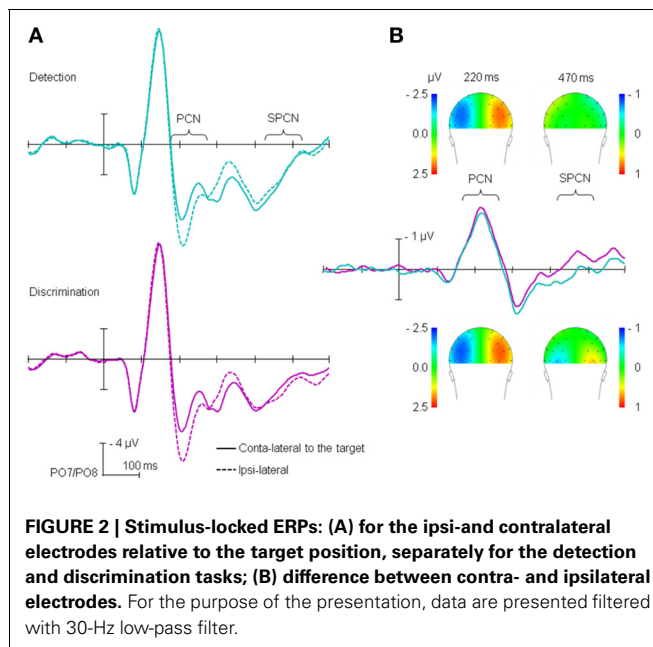 A
B
Detection
PCN
SPCN
μV
220 ms
470 ms
- 2.5
0.0
2.5
- 1
0
1
PCN
SPCN
- 1 μV
Discrimination
- 2.5
0.0
2.5
- 1
0
1
- 4 μV
PO7/PO8
100 ms
Conta-lateral to the target
Ipsi-lateral
FIGURE 2 | Stimulus-locked ERPs: (A) for the ipsi-and contralateral
electrodes relative to the target position, separately for the detection
and discrimination tasks; (B) difference between contra- and ipsilateral
electrodes. For the purpose of the presentation, data are presented filtered
with 30-Hz low-pass filter.